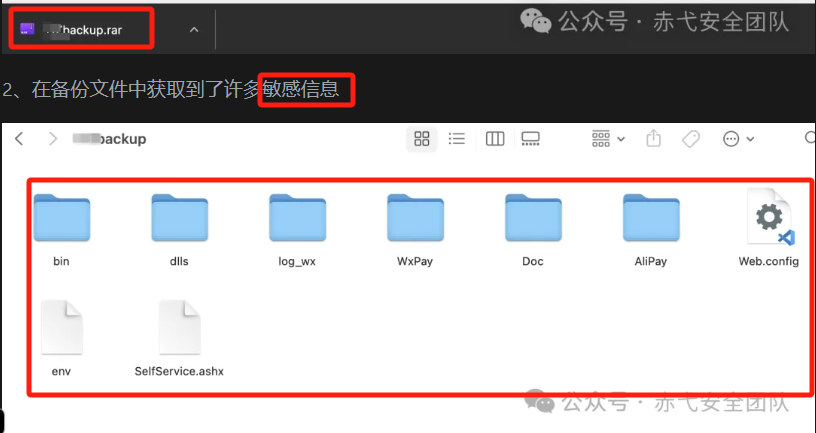 backup.rar
公众号 · 赤弋安全团队
2、在备份文件中获取到了许多敏感信息
backup
bin
dlls
log_wx
WxPay
Doc
AliPay
Web.config
env
SelfService.ashx
公众号 · 赤弋安全团队